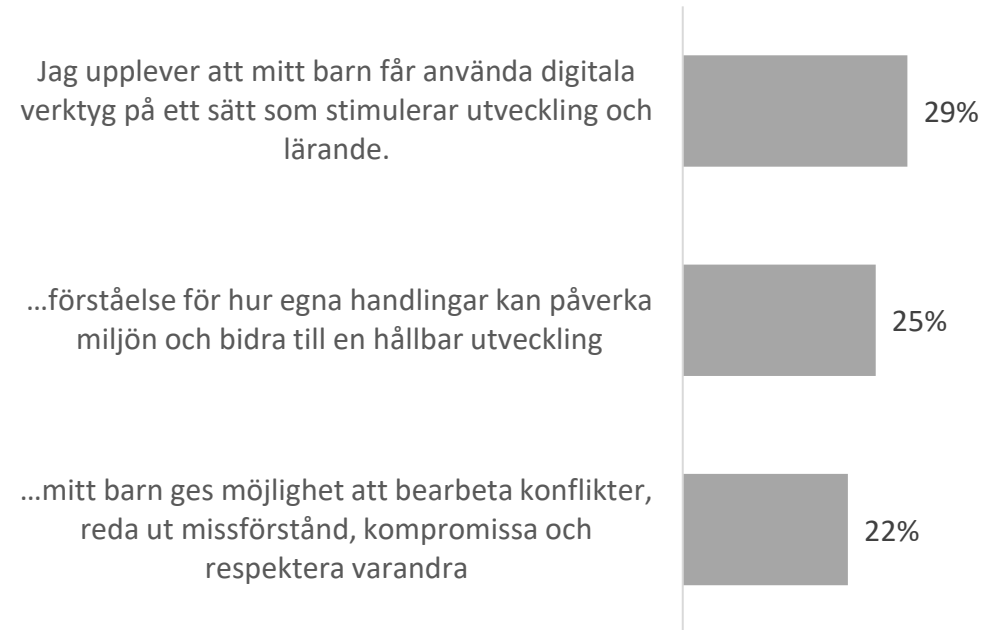 Jag upplever att mitt barn får använda digitala
verktyg på ett sätt som stimulerar utveckling och
lärande.
29%
...förståelse för hur egna handlingar kan påverka
miljön och bidra till en hållbar utveckling
25%
...mitt barn ges möjlighet att bearbeta konflikter,
reda ut missförstånd, kompromissa och
respektera varandra
22%